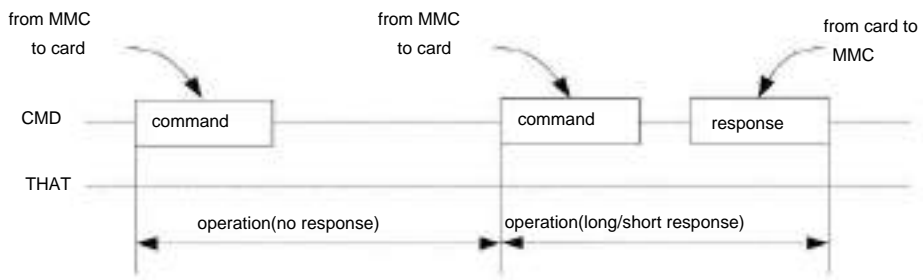 from MMC
to card
from MMC
to card
from card to
MMC
CMD
command
command
response
THAT
operation(no response)
operation(long/short response)